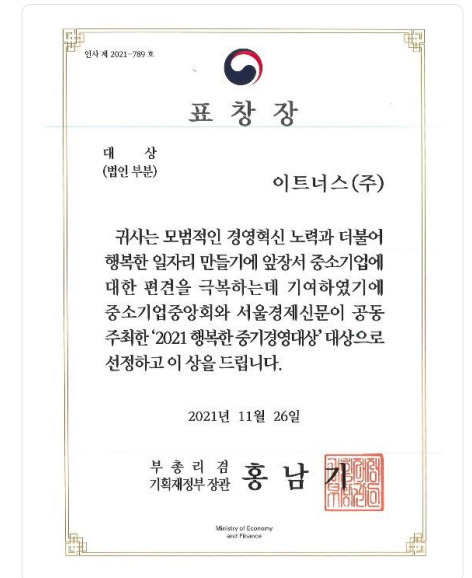 인사 제 2021-789 호
표 창 장
대 상
(법인 부분)
이트너스(주)
귀사는 모범적인 경영혁신 노력과 더불어
행복한 일자리 만들기에 앞장서 중소기업에
대한 편견을 극복하는데 기여하였기에
중소기업중앙회와 서울경제신문이 공동
주최한 ‘2021 행복한 중기경영대상’ 대상으로
선정하고 이 상을 드립니다.
2021년 11월 26일
부 총 리 겸
기획재정부 장관 홍 남 기
Ministry of Economy
and Finance